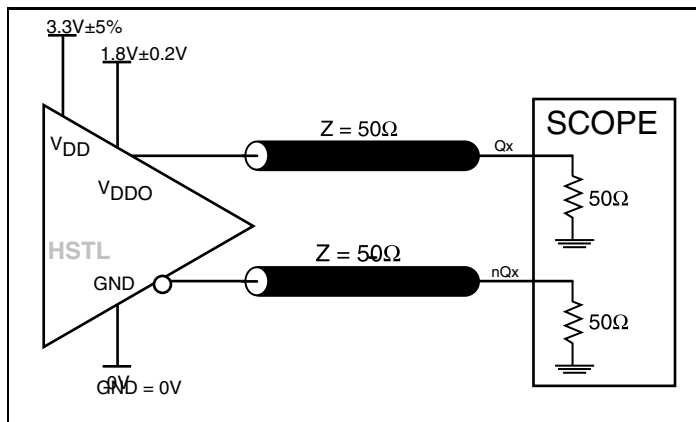 3.3V±5%
1.8V±0.2V
Z = 50Ω
SCOPE
VDD
Qx
VDDO
50Ω
HSTL
Z = 50Ω
GND
nQx
50Ω
0V
GND = 0V